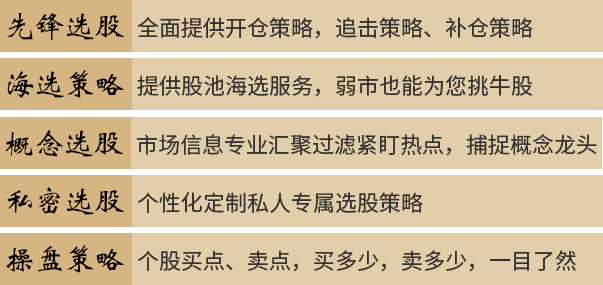 先锋选股 全面提供开仓策略，追击策略、补仓策略
海选策略 提供股池海选服务，弱市也能为您挑牛股
概念选股 市场信息专业汇聚过滤紧盯热点，捕捉概念龙头
私密选股 个性化定制私人专属选股策略
操盘策略 个股买点、卖点，买多少，卖多少，一目了然